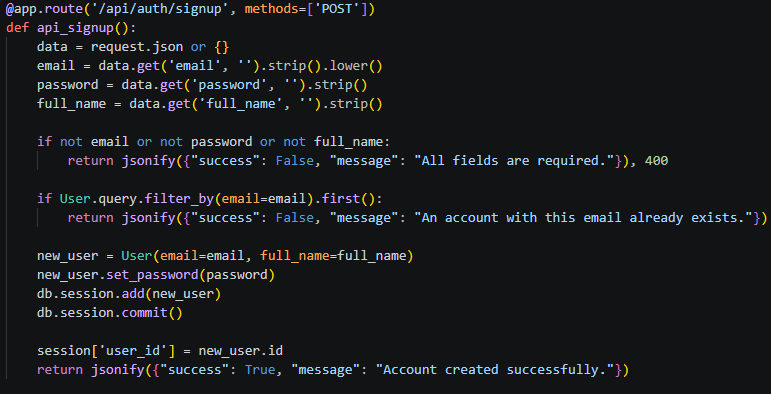 @app.route('/api/auth/signup', methods=['POST'])
def api_signup():
    data = request.json or {}
    email = data.get('email', '').strip().lower()
    password = data.get('password', '').strip()
    full_name = data.get('full_name', '').strip()

    if not email or not password or not full_name:
        return jsonify({"success": False, "message": "All fields are required."}), 400

    if User.query.filter_by(email=email).first():
        return jsonify({"success": False, "message": "An account with this email already exists."})

    new_user = User(email=email, full_name=full_name)
    new_user.set_password(password)
    db.session.add(new_user)
    db.session.commit()

    session['user_id'] = new_user.id
    return jsonify({"success": True, "message": "Account created successfully."})